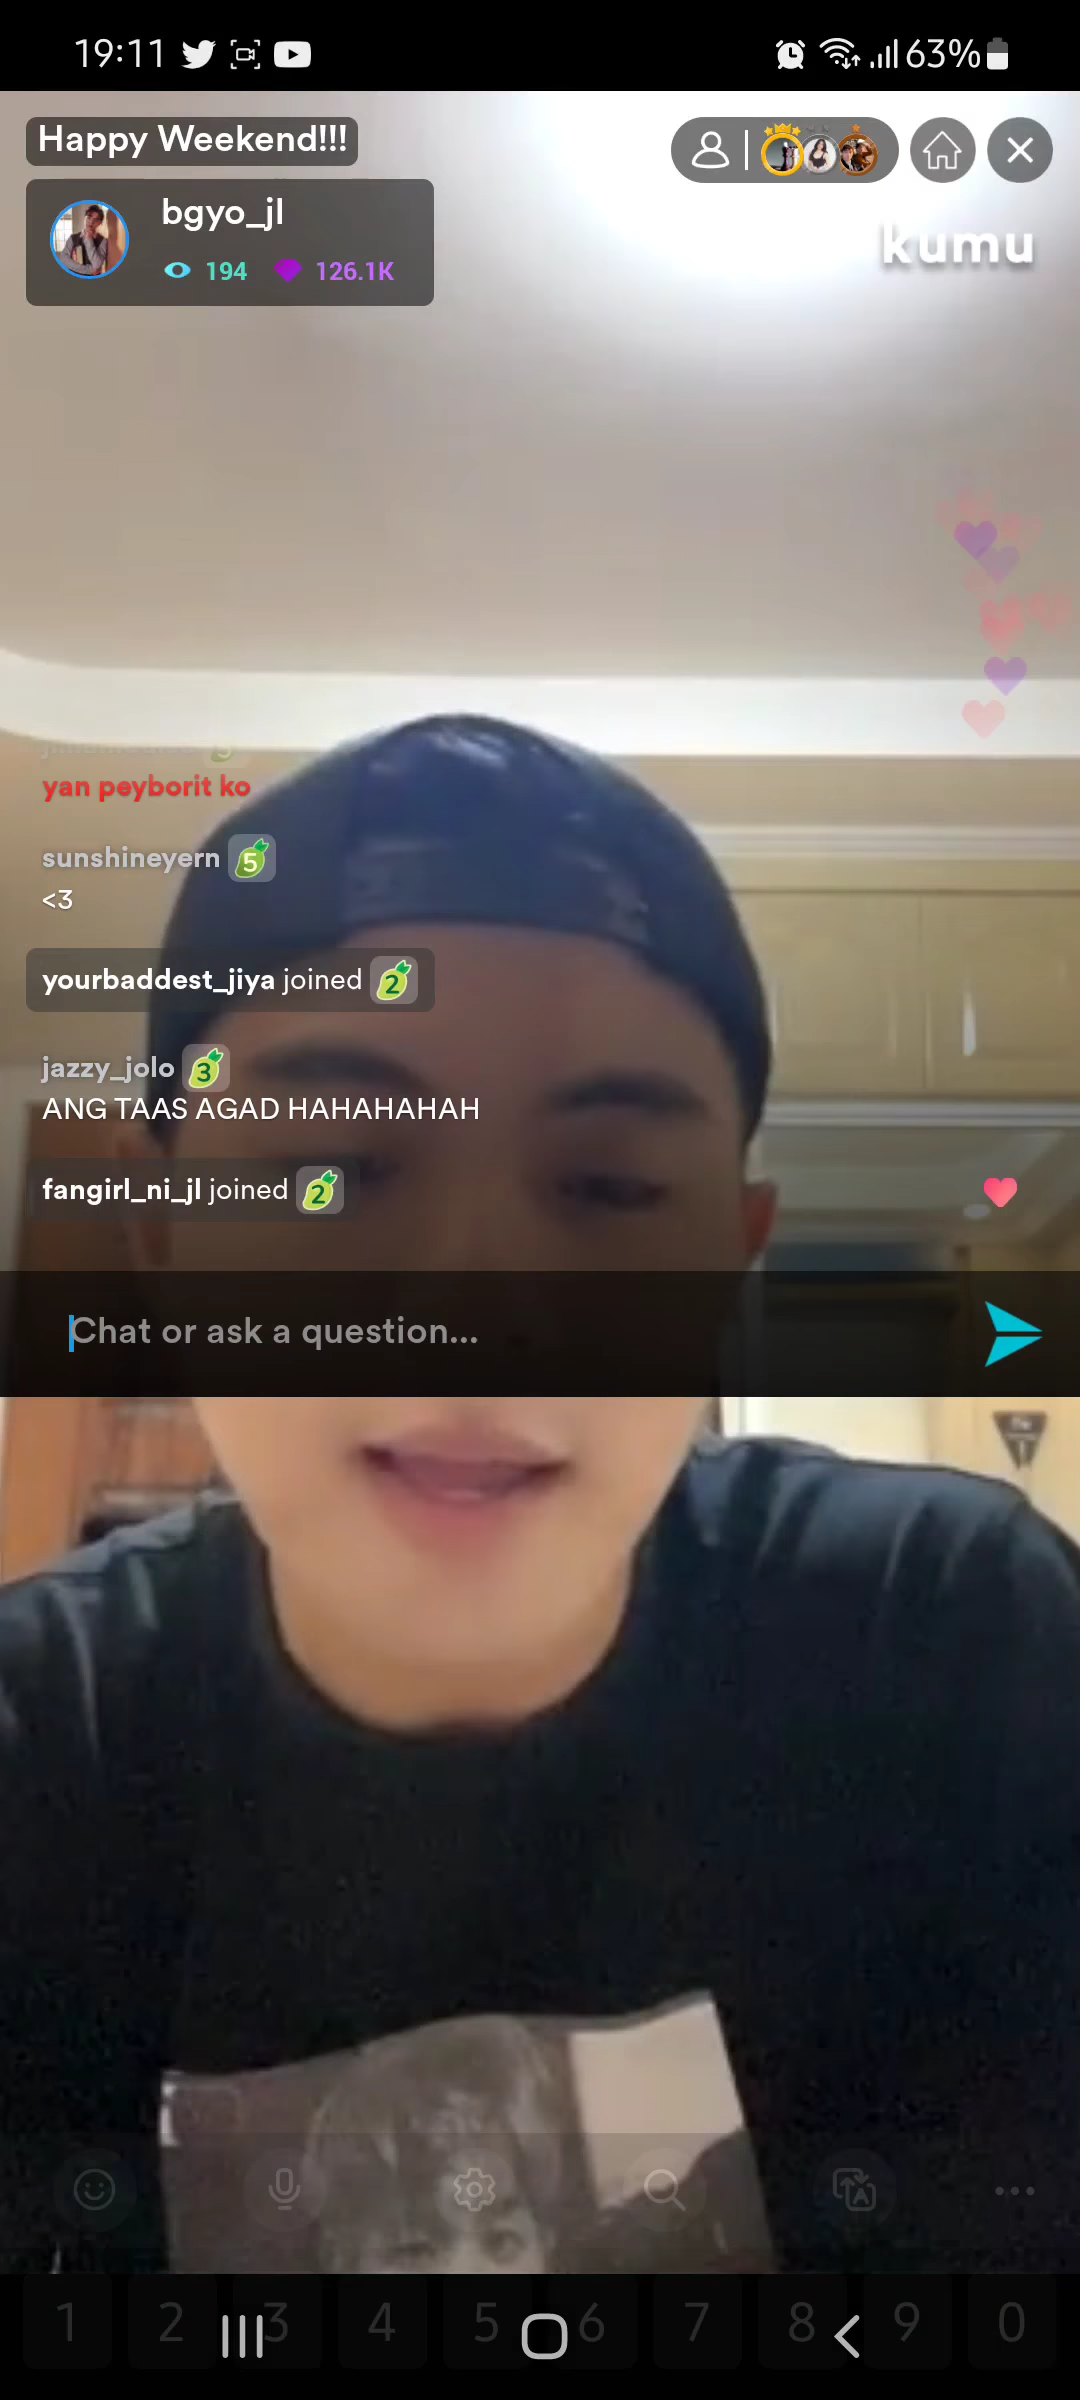 19:11
63%
Happy Weekend!!!
bgyo_jl
194 126.1K
kumu
yan peyborit ko
sunshineyern 5
<3
yourbaddest_jiya joined 2
jazzy_jolo 3
ANG TAAS AGAD HAHAHAHAH
fangirl_ni_jl joined 2
Chat or ask a question...
1 2 3 4 5 6 7 8 9 0